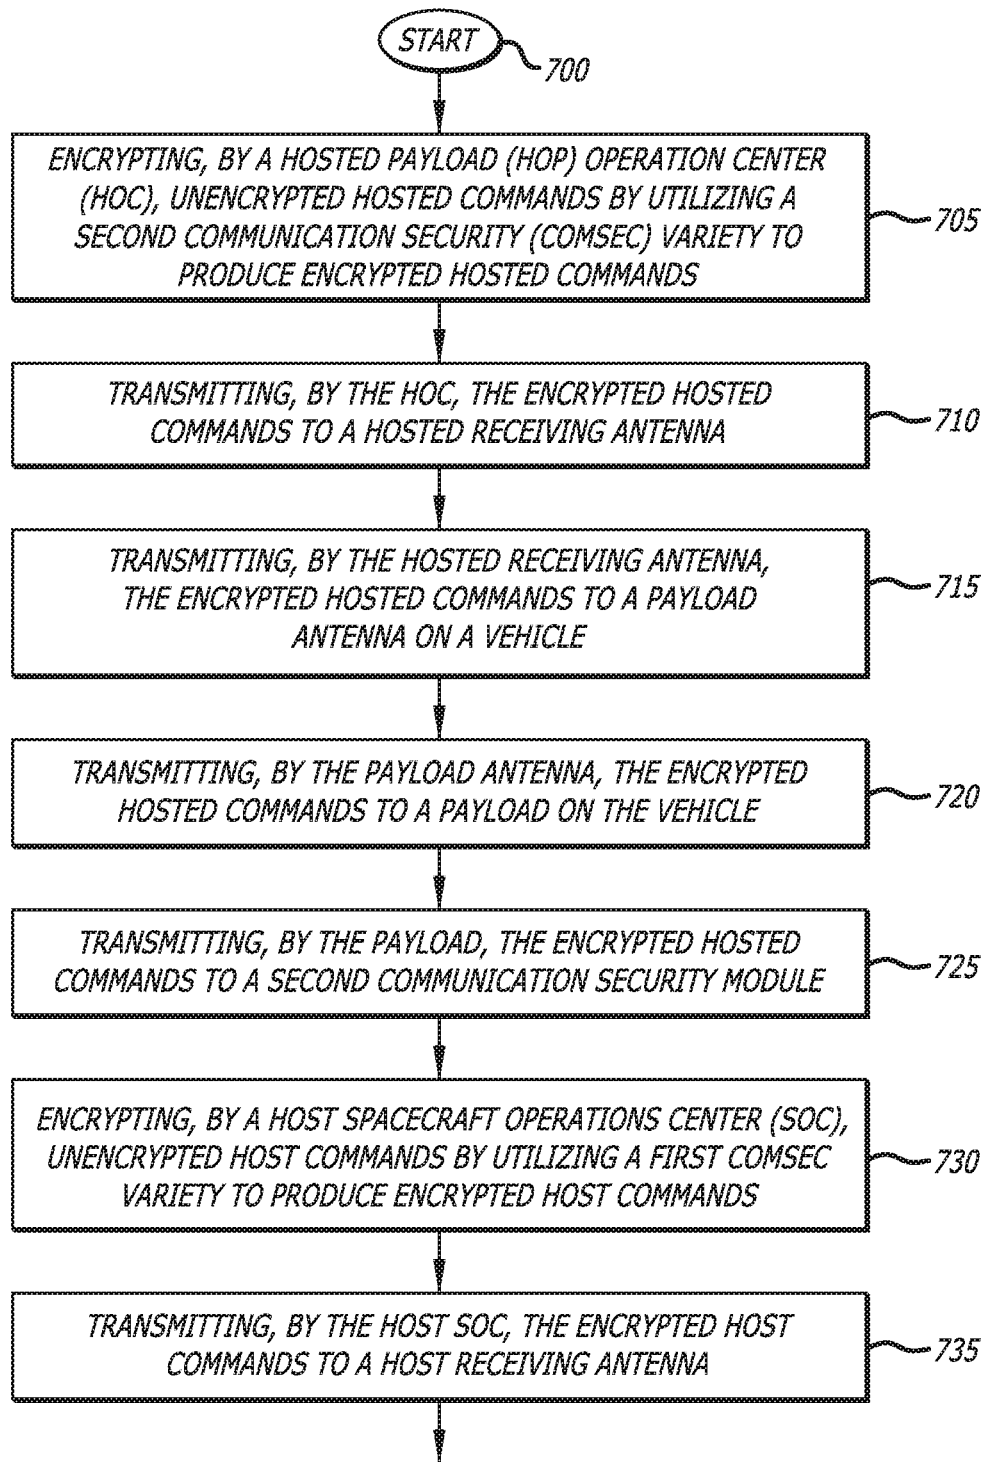 START
700
ENCRYPTING, BY A HOSTED PAYLOAD (HOP) OPERATION CENTER
(HOC), UNENCRYPTED HOSTED COMMANDS BY UTILIZING A
SECOND COMMUNICATION SECURITY (COMSEC) VARIETY TO
PRODUCE ENCRYPTED HOSTED COMMANDS
705
TRANSMITTING, BY THE HOC, THE ENCRYPTED HOSTED
COMMANDS TO A HOSTED RECEIVING ANTENNA
710
TRANSMITTING, BY THE HOSTED RECEIVING ANTENNA,
THE ENCRYPTED HOSTED COMMANDS TO A PAYLOAD
ANTENNA ON A VEHICLE
715
TRANSMITTING, BY THE PAYLOAD ANTENNA, THE ENCRYPTED
HOSTED COMMANDS TO A PAYLOAD ON THE VEHICLE
720
TRANSMITTING, BY THE PAYLOAD, THE ENCRYPTED HOSTED
COMMANDS TO A SECOND COMMUNICATION SECURITY MODULE
725
ENCRYPTING, BY A HOST SPACECRAFT OPERATIONS CENTER (SOC),
UNENCRYPTED HOST COMMANDS BY UTILIZING A FIRST COMSEC
VARIETY TO PRODUCE ENCRYPTED HOST COMMANDS
730
TRANSMITTING, BY THE HOST SOC, THE ENCRYPTED HOST
COMMANDS TO A HOST RECEIVING ANTENNA
735